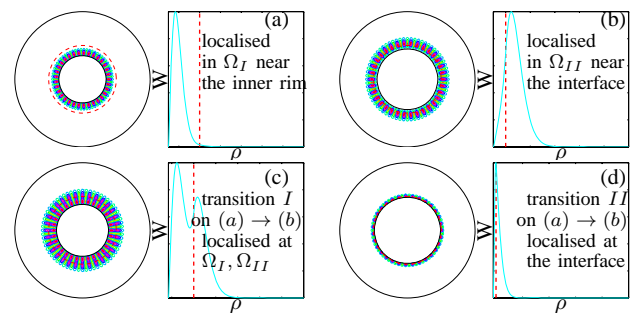 (a)
localised
in Ω_I near
the inner rim
W
ρ
(b)
localised
in Ω_II near
the interface
W
ρ
(c)
transition I
on (a) → (b)
localised at
Ω_I, Ω_II
W
ρ
(d)
transition II
on (a) → (b)
localised at
the interface
W
ρ